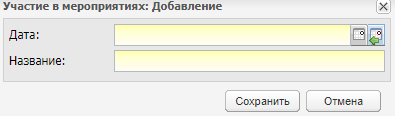 Участие в мероприятиях: Добавление
Дата:
Название:
Сохранить Отмена